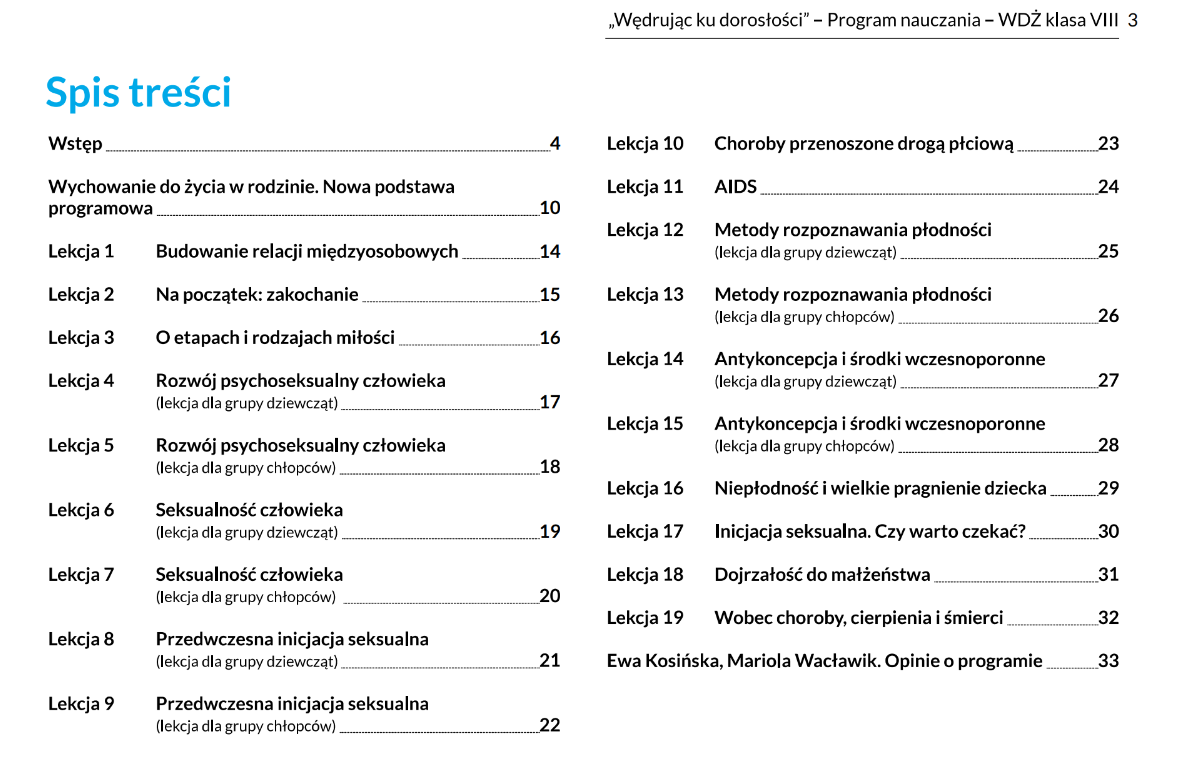 „Wędrując ku dorosłości” – Program nauczania – WDŻ klasa VIII 3
Spis treści
Wstęp 4
Wychowanie do życia w rodzinie. Nowa podstawa
programowa 10
Lekcja 1 Budowanie relacji międzyosobowych 14
Lekcja 2 Na początek: zakochanie 15
Lekcja 3 O etapach i rodzajach miłości 16
Lekcja 4 Rozwój psychoseksualny człowieka
(lekcja dla grupy dziewcząt) 17
Lekcja 5 Rozwój psychoseksualny człowieka
(lekcja dla grupy chłopców) 18
Lekcja 6 Seksualność człowieka
(lekcja dla grupy dziewcząt) 19
Lekcja 7 Seksualność człowieka
(lekcja dla grupy chłopców) 20
Lekcja 8 Przedwczesna inicjacja seksualna
(lekcja dla grupy dziewcząt) 21
Lekcja 9 Przedwczesna inicjacja seksualna
(lekcja dla grupy chłopców) 22
Lekcja 10 Choroby przenoszone drogą płciową 23
Lekcja 11 AIDS 24
Lekcja 12 Metody rozpoznawania płodności
(lekcja dla grupy dziewcząt) 25
Lekcja 13 Metody rozpoznawania płodności
(lekcja dla grupy chłopców) 26
Lekcja 14 Antykoncepcja i środki wczesnoporonne
(lekcja dla grupy dziewcząt) 27
Lekcja 15 Antykoncepcja i środki wczesnoporonne
(lekcja dla grupy chłopców) 28
Lekcja 16 Niepłodność i wielkie pragnienie dziecka 29
Lekcja 17 Inicjacja seksualna. Czy warto czekać? 30
Lekcja 18 Dojrzałość do małżeństwa 31
Lekcja 19 Wobec choroby, cierpienia i śmierci 32
Ewa Kosińska, Mariola Wacławik. Opinie o programie 33